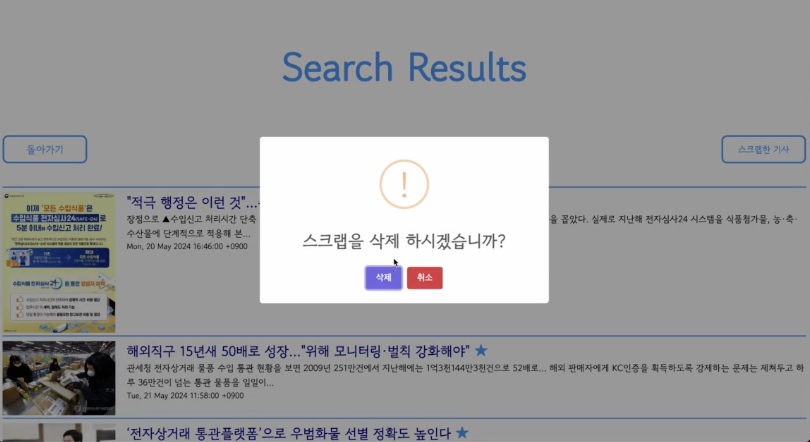 Search Results
돌아가기
스크랩한 기사
"적극 행정은 이런 것"...
장점으로 ▲수입신고 처리시간 단축
을 꼽았다. 실제로 지난해 전자심사24 시스템을 식품첨가물, 농·축·
수산물에 단계적으로 적용해 본...
Mon, 20 May 2024 16:46:00 +0900
이제 '모든 수입식품'은
수입식품 전자심사24(SAFE-i24)로
5분 이내에 수입신고 처리 완료!
!
스크랩을 삭제 하시겠습니까?
삭제
취소
해외직구 15년새 50배로 성장..."위해 모니터링·벌칙 강화해야" ★
관세청 전자상거래 물품 수입 통관 현황을 보면 2009년 251만건에서 지난해에는 1억3천144만3천건으로 52배로... 해외 판매자에게 KC인증을 획득하도록 강제하는 문제는 제쳐두고 하
루 36만건이 넘는 통관 물품을 일일이...
Tue, 21 May 2024 11:58:00 +0900
'전자상거래 통관플랫폼'으로 우범화물 선별 정확도 높인다 ★